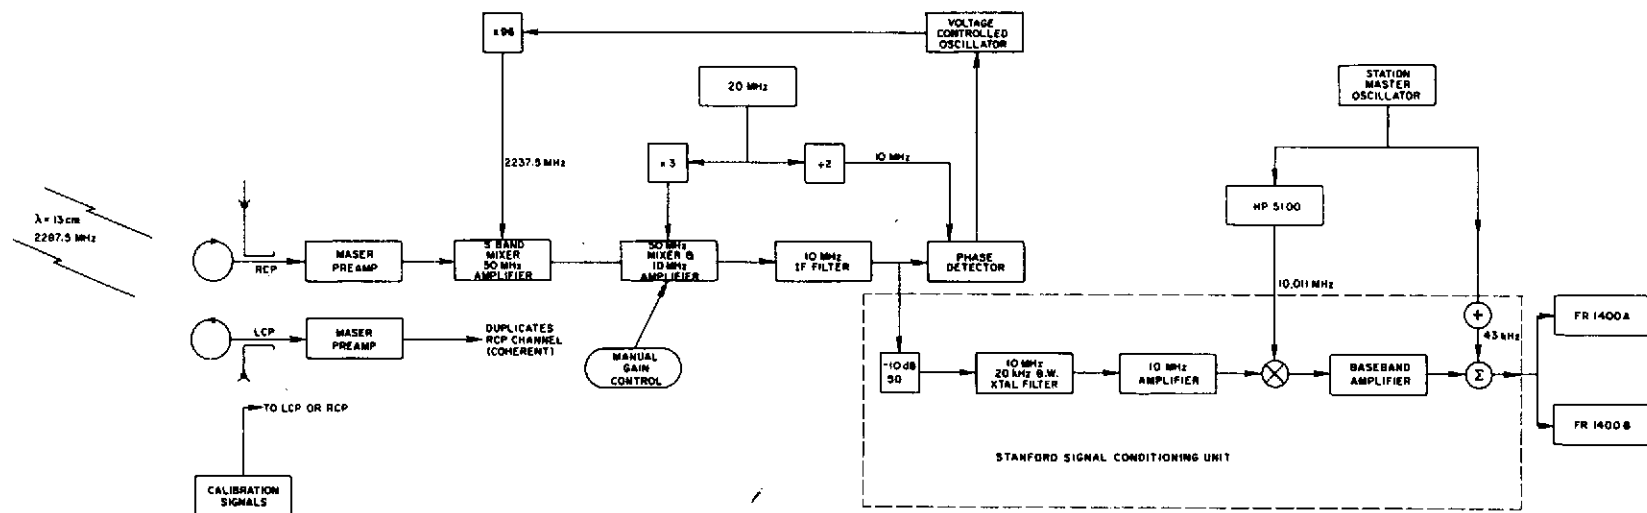 x 96
VOLTAGE
CONTROLLED
OSCILLATOR
20 MHz
STATION
MASTER
OSCILLATOR
2237.5 MHz
x 3
÷2
10 MHz
HP 5100
λ = 13 cm
2287.5 MHz
RCP
MASER
PREAMP
S BAND
MIXER
50 MHz
AMPLIFIER
50 MHz
MIXER &
10 MHz
AMPLIFIER
10 MHz
IF FILTER
PHASE
DETECTOR
10.011 MHz
LCP
MASER
PREAMP
DUPLICATES
RCP CHANNEL
(COHERENT)
MANUAL
GAIN
CONTROL
+
43 kHz
FR 1400 A
-10 dB
50
10 MHz
20 kHz B.W.
XTAL FILTER
10 MHz
AMPLIFIER
BASEBAND
AMPLIFIER
Σ
TO LCP OR RCP
FR 1400 B
STANFORD SIGNAL CONDITIONING UNIT
CALIBRATION
SIGNALS